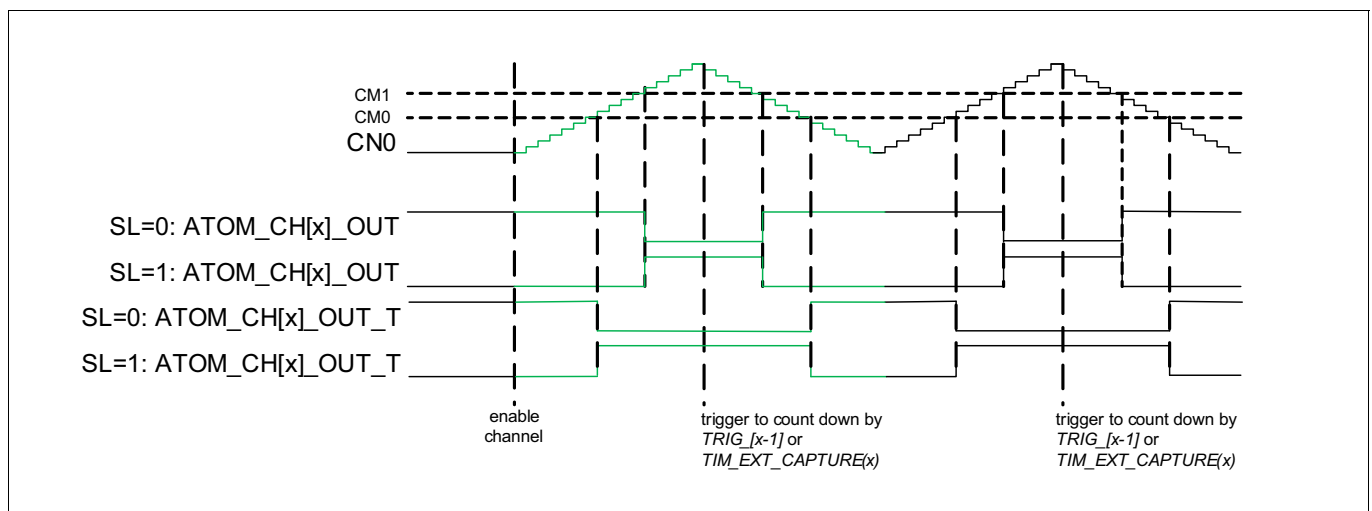 CM1
CM0
CN0
SL=0: ATOM_CH[x]_OUT
SL=1: ATOM_CH[x]_OUT
SL=0: ATOM_CH[x]_OUT_T
SL=1: ATOM_CH[x]_OUT_T
enable
channel
trigger to count down by
TRIG_[x-1] or
TIM_EXT_CAPTURE(x)
trigger to count down by
TRIG_[x-1] or
TIM_EXT_CAPTURE(x)